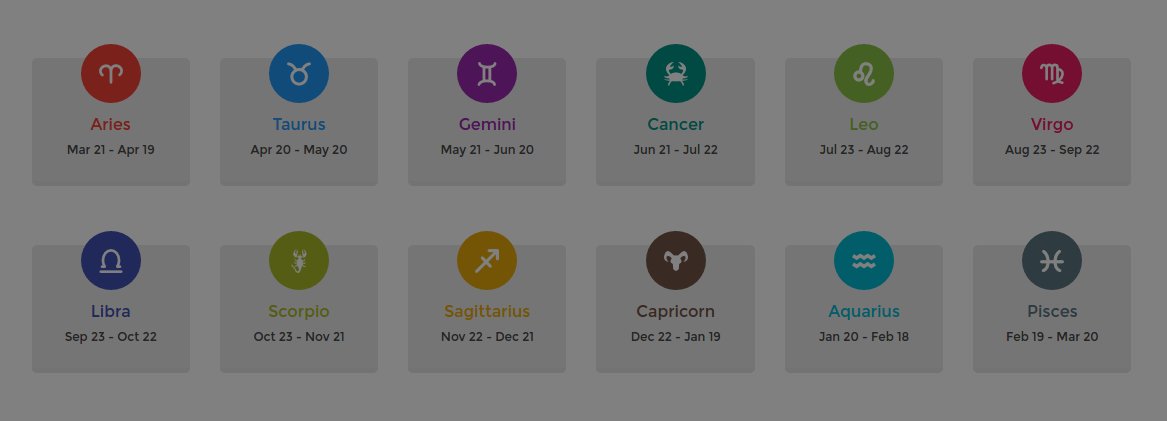 Aries
Mar 21 - Apr 19
Taurus
Apr 20 - May 20
Gemini
May 21 - Jun 20
Cancer
Jun 21 - Jul 22
Leo
Jul 23 - Aug 22
Virgo
Aug 23 - Sep 22
Libra
Sep 23 - Oct 22
Scorpio
Oct 23 - Nov 21
Sagittarius
Nov 22 - Dec 21
Capricorn
Dec 22 - Jan 19
Aquarius
Jan 20 - Feb 18
Pisces
Feb 19 - Mar 20